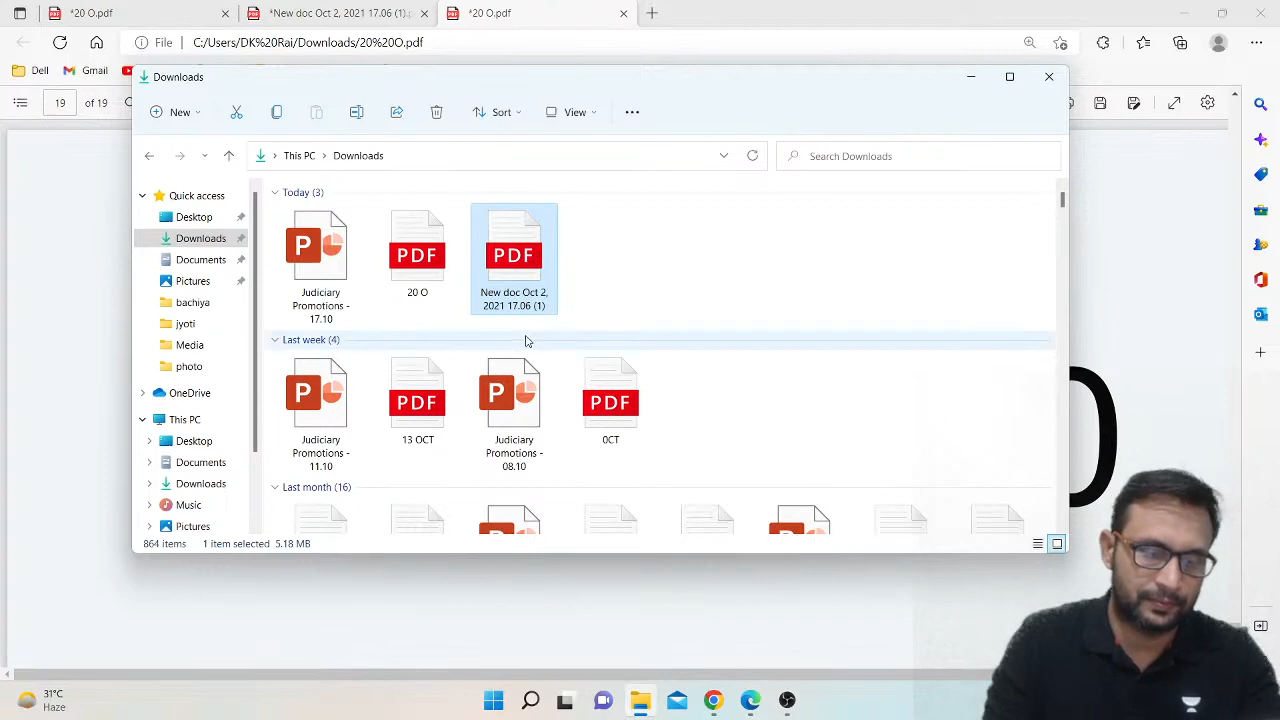 *20 O.pdf
*New doc Oct 2, 2021 17.06 (1).p
*20 O.pdf
File C:/Users/DK%20Rai/Downloads/20%20O.pdf
Dell
Gmail
Downloads
19 of 19
New
Sort
View
This PC
Downloads
Search Downloads
Quick access
Desktop
Downloads
Documents
Pictures
bachiya
jyoti
Media
photo
OneDrive
This PC
Desktop
Documents
Downloads
Music
Pictures
Today (3)
P
Judiciary
Promotions -
17.10
PDF
20 O
PDF
New doc Oct 2,
2021 17.06 (1)
Last week (4)
P
Judiciary
Promotions -
11.10
PDF
13 OCT
P
Judiciary
Promotions -
08.10
PDF
0CT
Last month (16)
864 items 1 item selected 5.18 MB
31°C
Haze